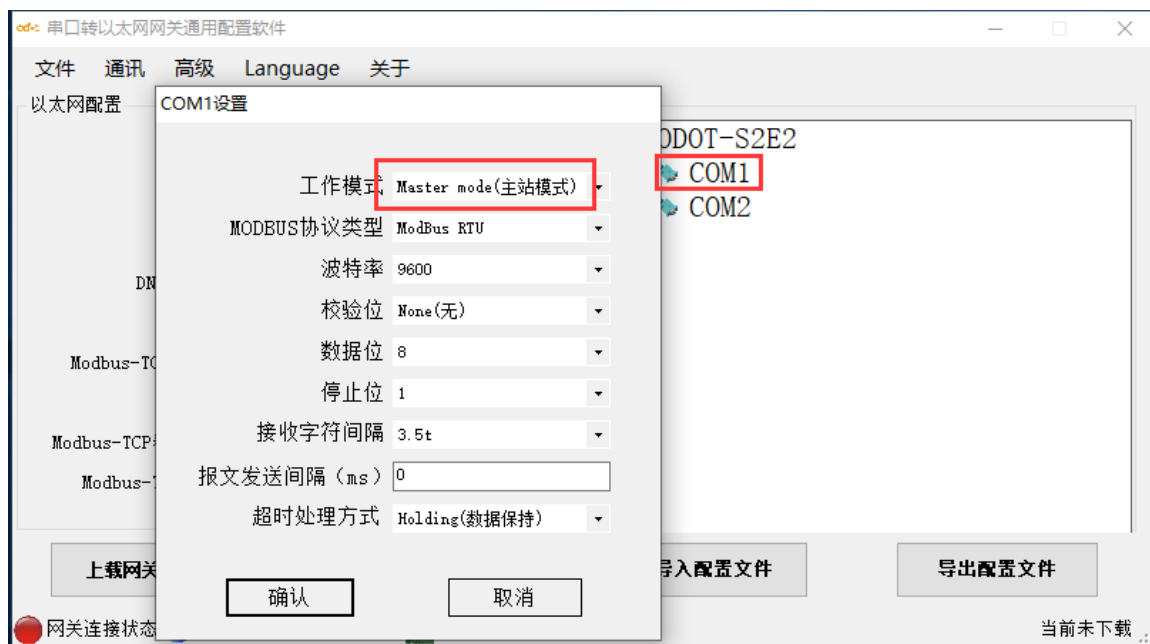 串口转以太网网关通用配置软件
文件 通讯 高级 Language 关于
以太网配置
COM1设置
ODOT-S2E2
COM1
COM2
工作模式 Master mode(主站模式)
MODBUS协议类型 ModBus RTU
波特率 9600
DN
校验位 None(无)
数据位 8
Modbus-TC
停止位 1
接收字符间隔 3.5t
Modbus-TCP
报文发送间隔（ms） 0
Modbus-
超时处理方式 Holding(数据保持)
上载网关
导入配置文件
导出配置文件
确认
取消
网关连接状态
当前未下载